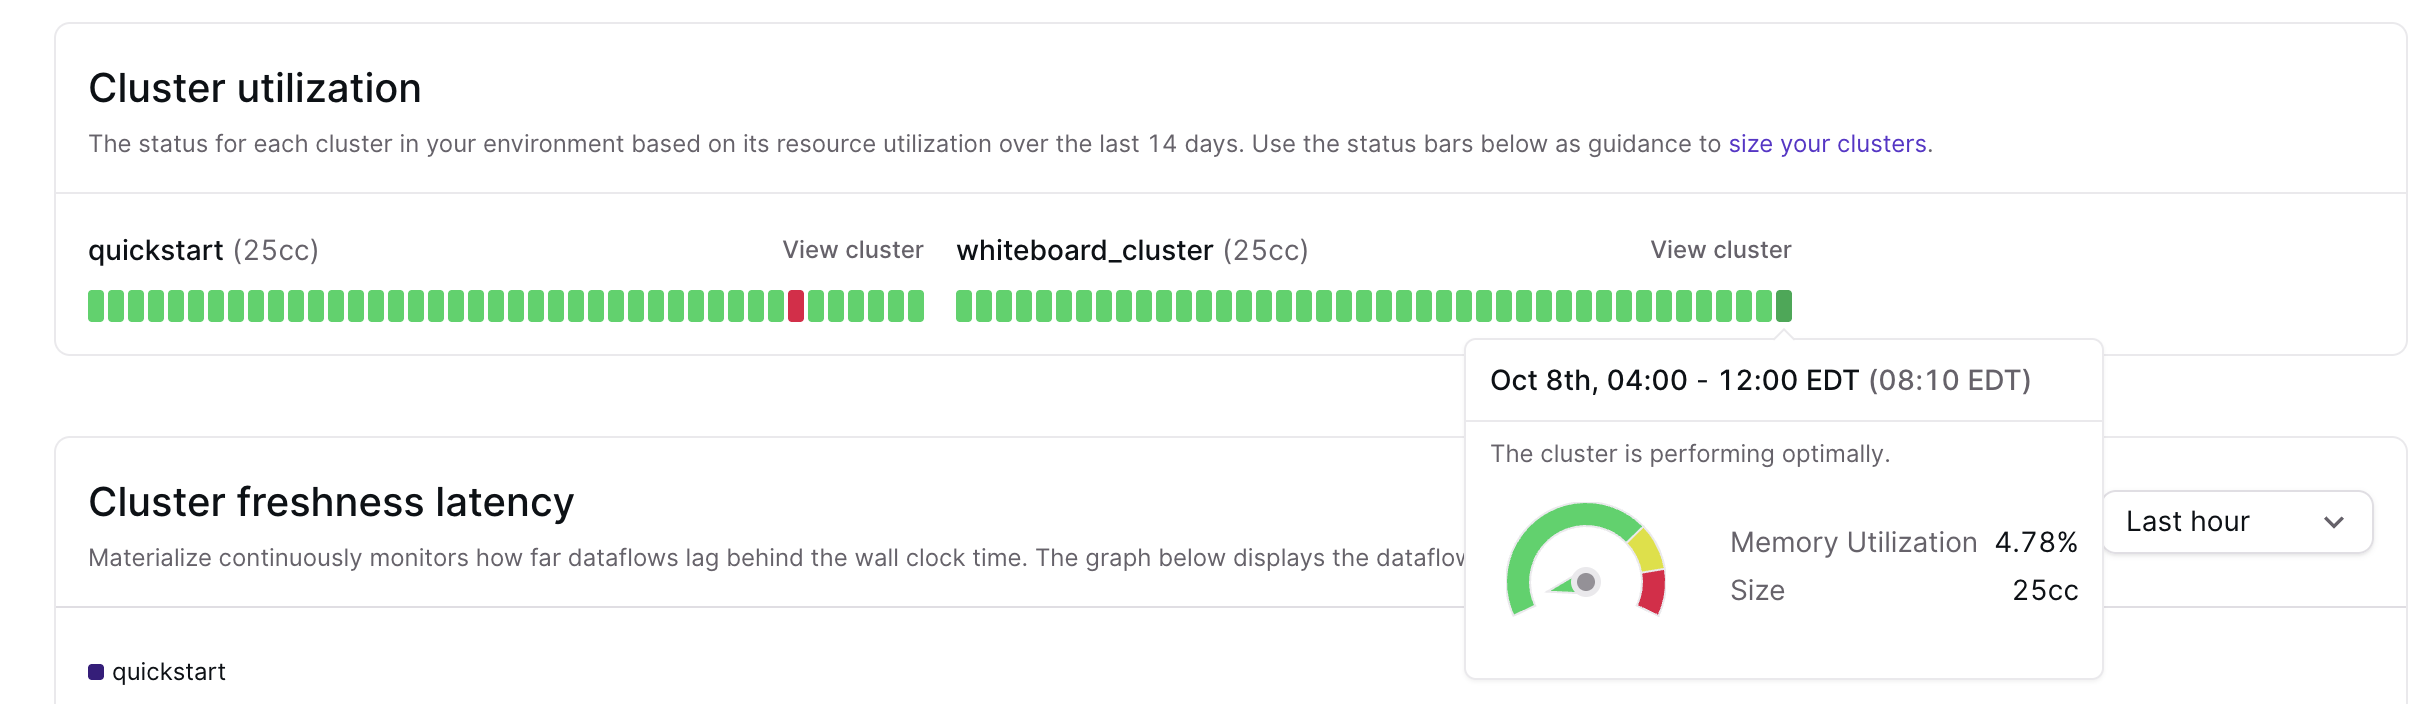 Cluster utilization
The status for each cluster in your environment based on its resource utilization over the last 14 days. Use the status bars below as guidance to size your clusters.
quickstart (25cc) View cluster
whiteboard_cluster (25cc) View cluster
Oct 8th, 04:00 - 12:00 EDT (08:10 EDT)
The cluster is performing optimally.
Memory Utilization 4.78%
Size 25cc
Cluster freshness latency
Last hour
Materialize continuously monitors how far dataflows lag behind the wall clock time. The graph below displays the
quickstart